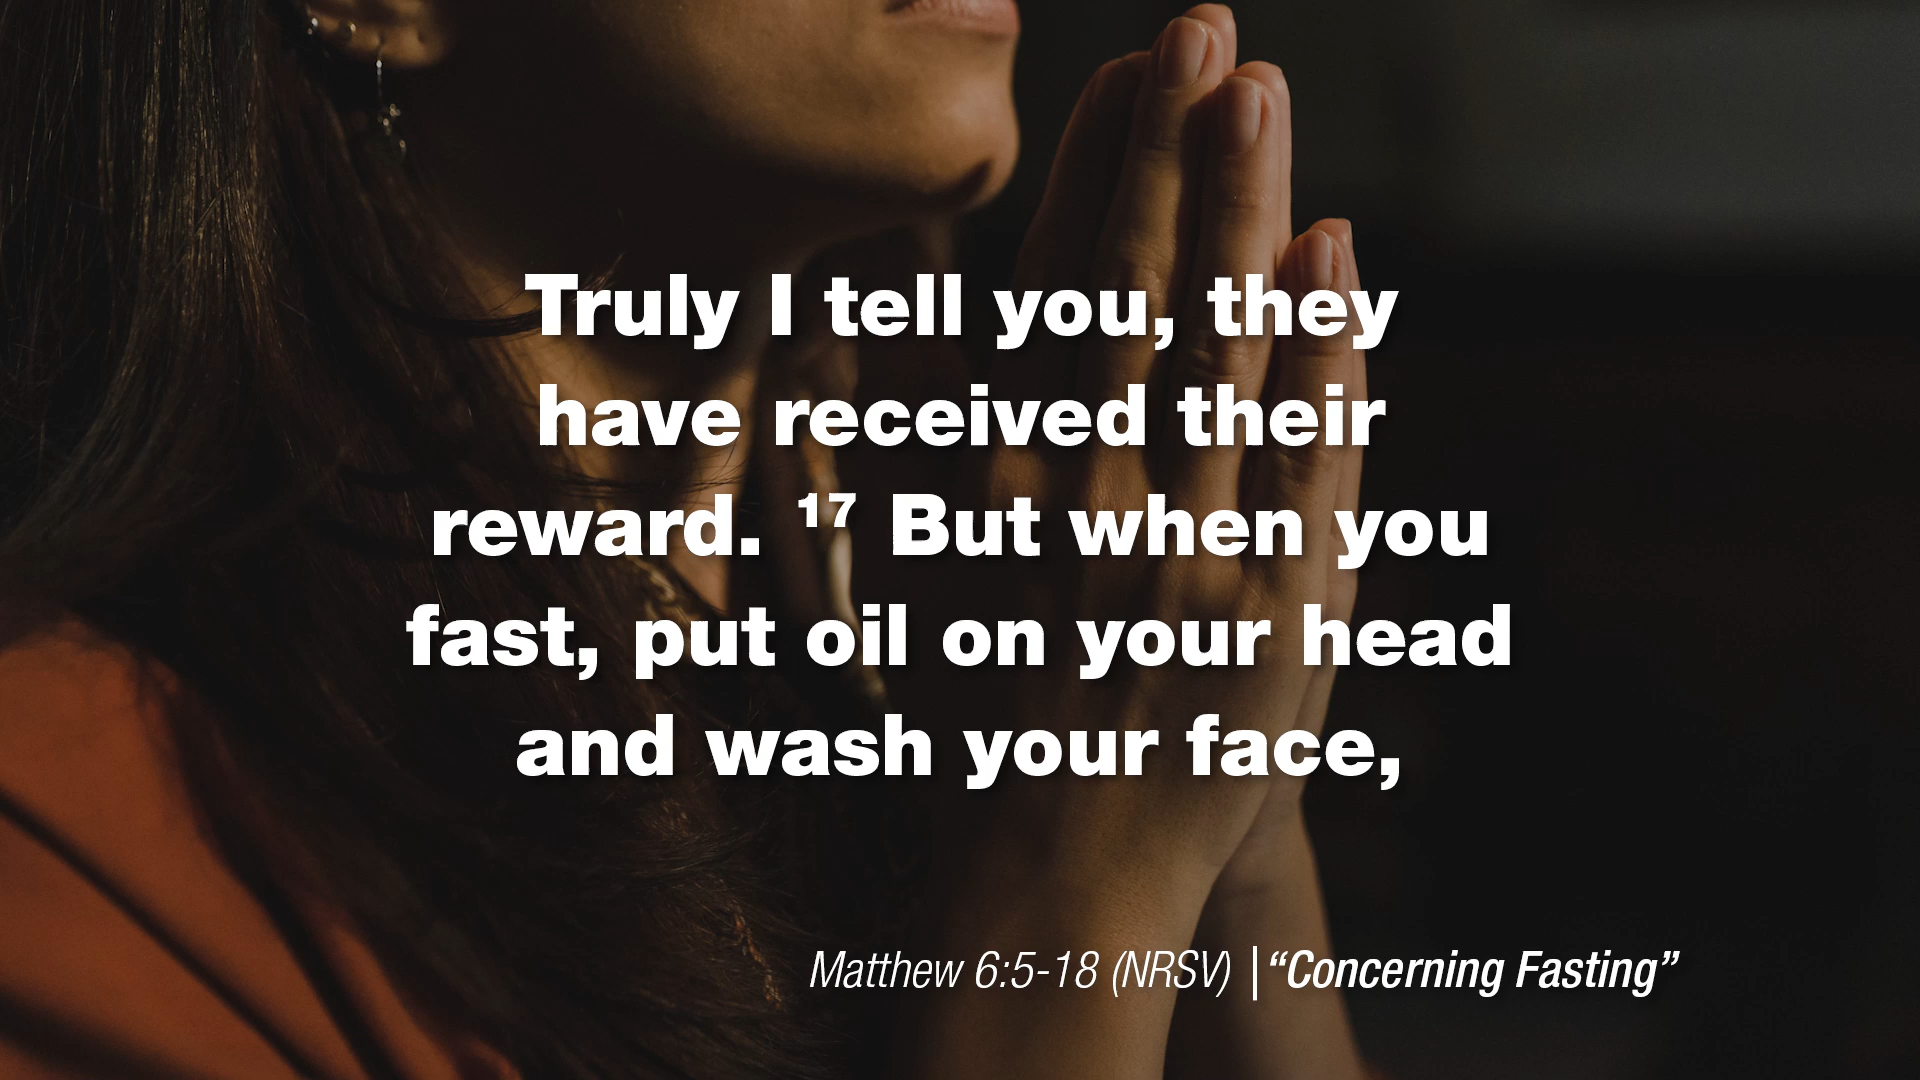 Truly I tell you, they
have received their
reward. ¹⁷ But when you
fast, put oil on your head
and wash your face,
Matthew 6:5-18 (NRSV) | “Concerning Fasting”